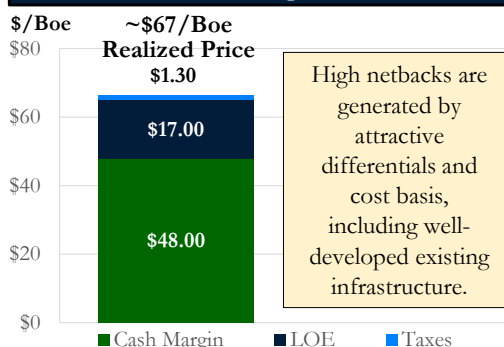 $/Boe
~$67/Boe
Realized Price
$80
$60
$40
$20
$0
$1.30
$17.00
$48.00
High netbacks are
generated by
attractive
differentials and
cost basis,
including well-
developed existing
infrastructure.
Cash Margin LOE Taxes